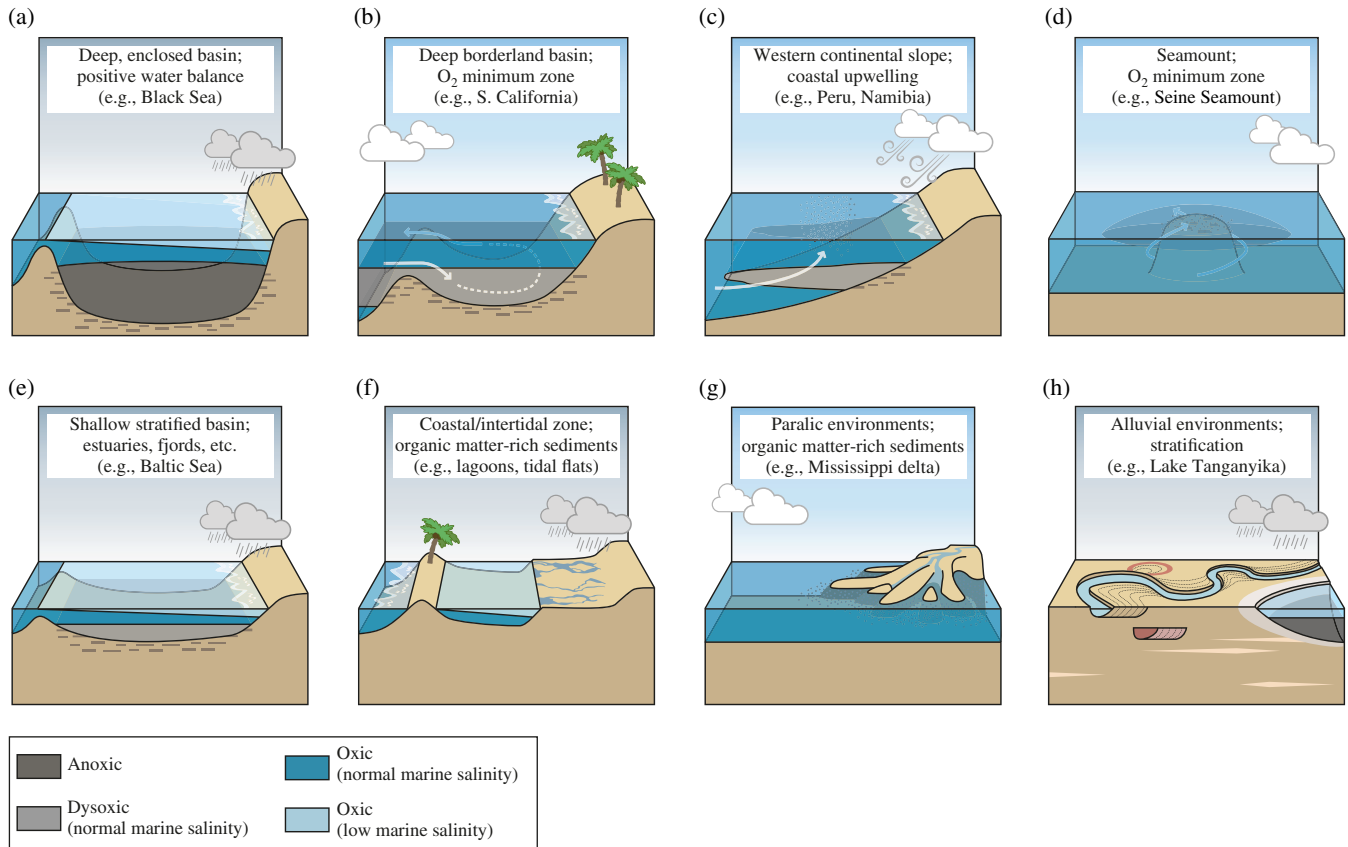 (a)
Deep, enclosed basin;
positive water balance
(e.g., Black Sea)
(b)
Deep borderland basin;
O₂ minimum zone
(e.g., S. California)
(c)
Western continental slope;
coastal upwelling
(e.g., Peru, Namibia)
(d)
Seamount;
O₂ minimum zone
(e.g., Seine Seamount)
(e)
Shallow stratified basin;
estuaries, fjords, etc.
(e.g., Baltic Sea)
(f)
Coastal/intertidal zone;
organic matter-rich sediments
(e.g., lagoons, tidal flats)
(g)
Paralic environments;
organic matter-rich sediments
(e.g., Mississippi delta)
(h)
Alluvial environments;
stratification
(e.g., Lake Tanganyika)
Anoxic
Dysoxic
(normal marine salinity)
Oxic
(normal marine salinity)
Oxic
(low marine salinity)